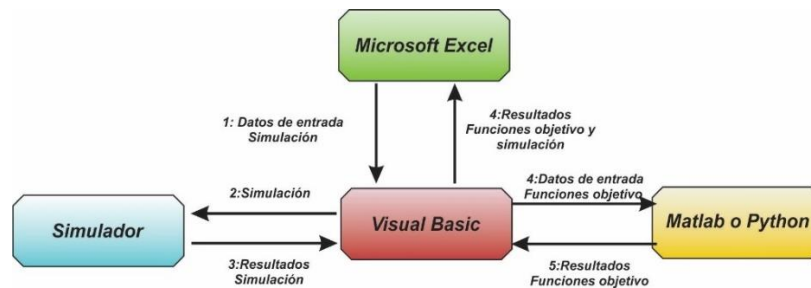 Microsoft Excel
1: Datos de entrada
Simulación
4:Resultados
Funciones objetivo y
simulación
2:Simulación
4:Datos de entrada
Funciones objetivo
Simulador
Visual Basic
Matlab o Python
3:Resultados
Simulación
5:Resultados
Funciones objetivo